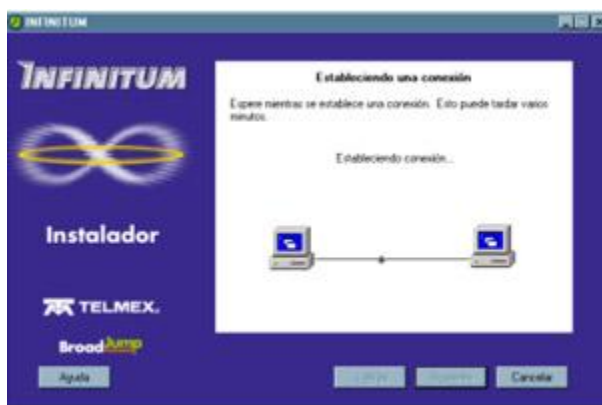 INFINITUM
INFINITUM
Estableciendo una conexión
Espere mientras se establece una conexión. Esto puede tardar varios
minutos.
Estableciendo conexión...
Instalador
TELMEX.
BroadJump
Ayuda
Cancelar